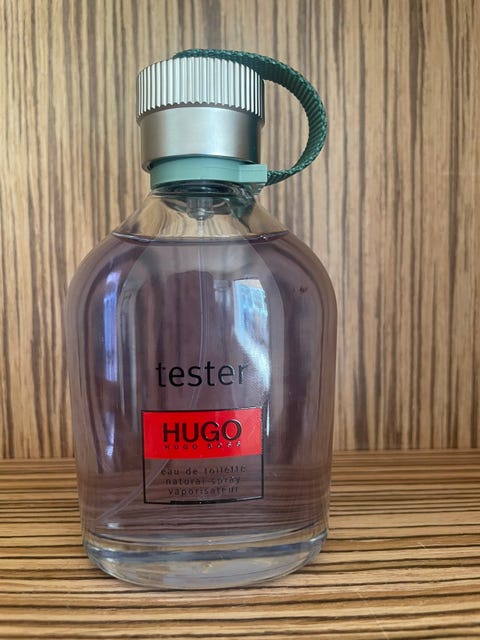 tester
HUGO
HUGO BOSS
eau de toilette
natural spray
vaporisateur